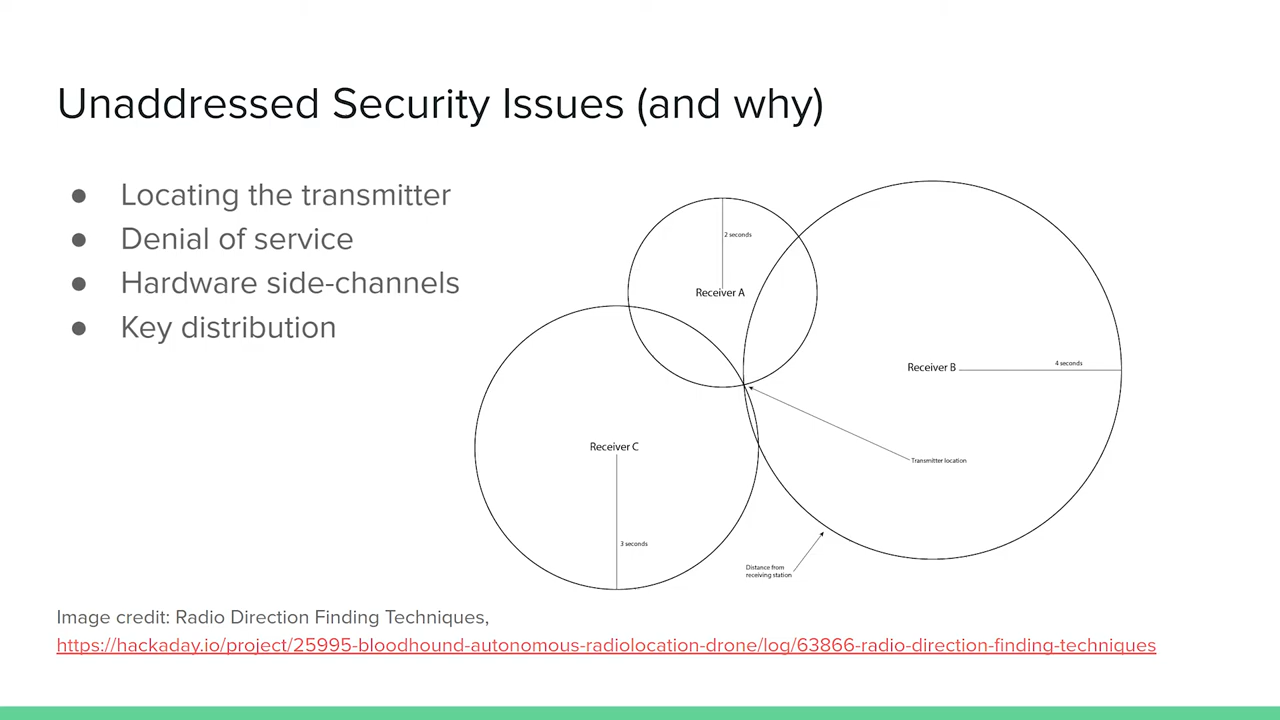 Unaddressed Security Issues (and why)
● Locating the transmitter
● Denial of service
● Hardware side-channels
● Key distribution
2 seconds
Receiver A
4 seconds
Receiver B
Receiver C
Transmitter location
3 seconds
Distance from
receiving station
Image credit: Radio Direction Finding Techniques,
https://hackaday.io/project/25995-bloodhound-autonomous-radiolocation-drone/log/63866-radio-direction-finding-techniques